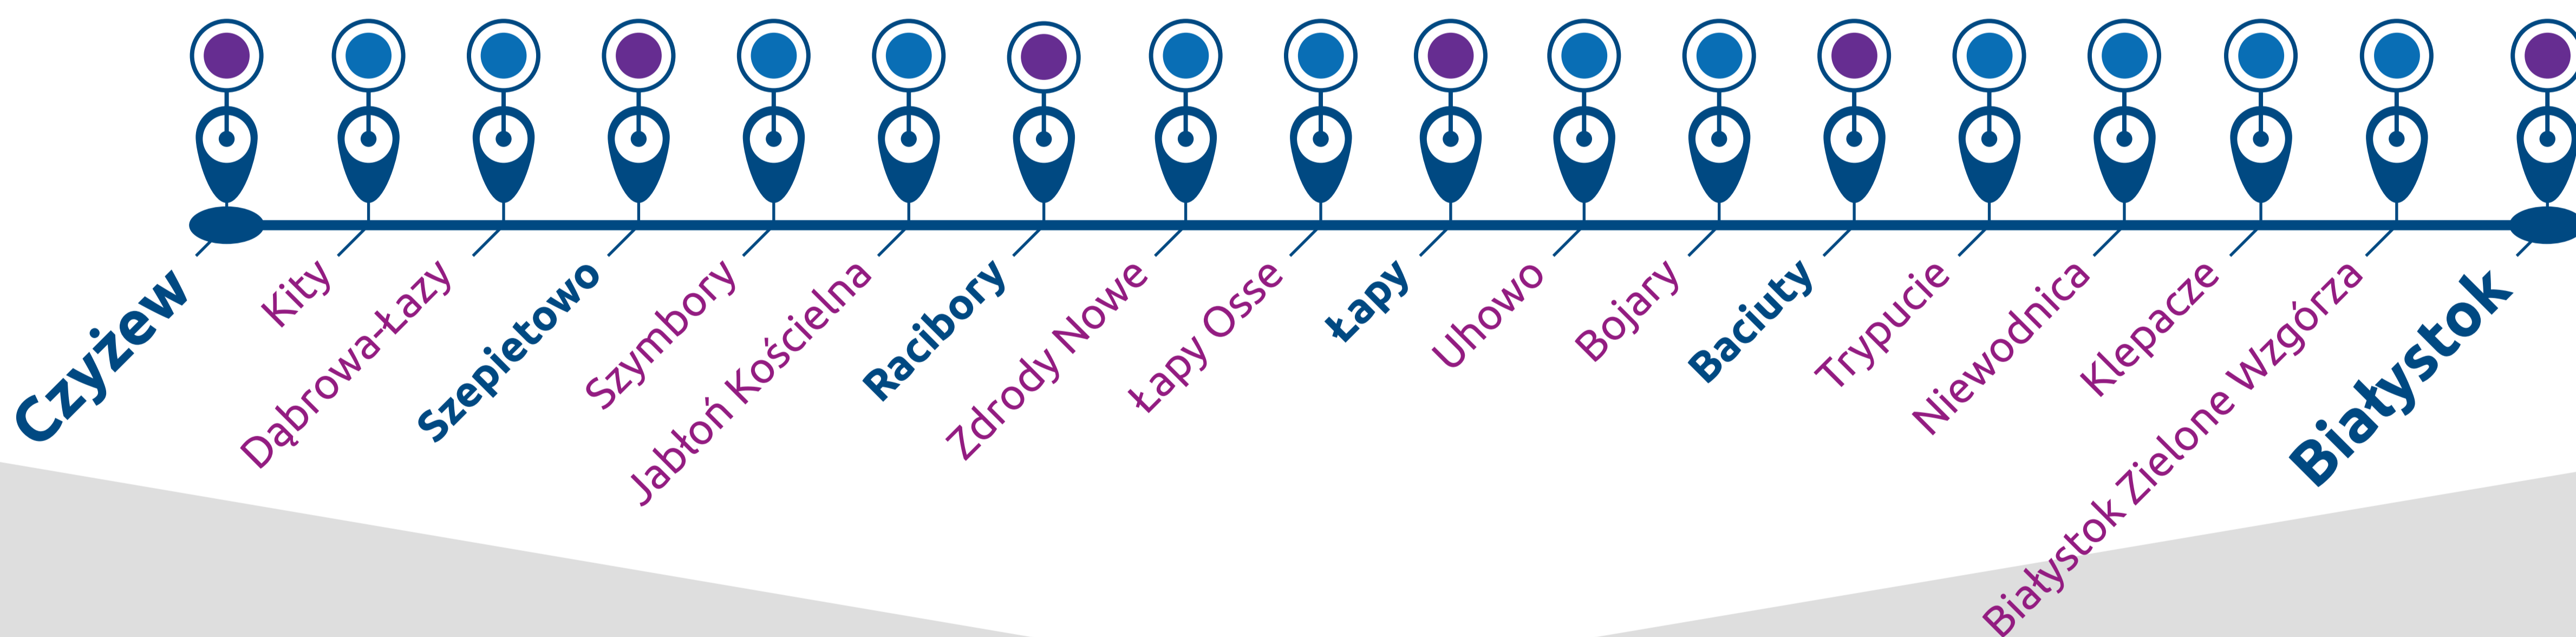 Czyżew
Kity
Dąbrowa-Łazy
Szepietowo
Szymbory
Jabłoń Kościelna
Racibory
Zdrody Nowe
Łapy Osse
Łapy
Uhowo
Bojary
Baciuty
Trypucie
Niewodnica
Klepacze
Białystok Zielone Wzgórza
Białystok